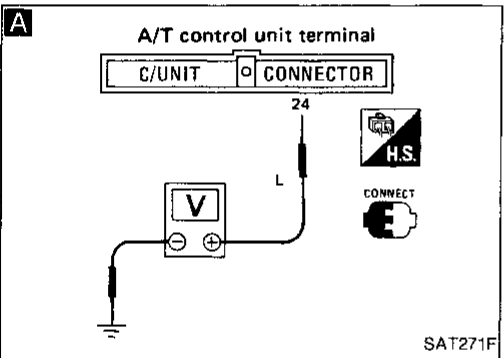 A
A/T control unit terminal
C/UNIT CONNECTOR
24
H.S.
L
CONNECT
V
− +
SAT271F